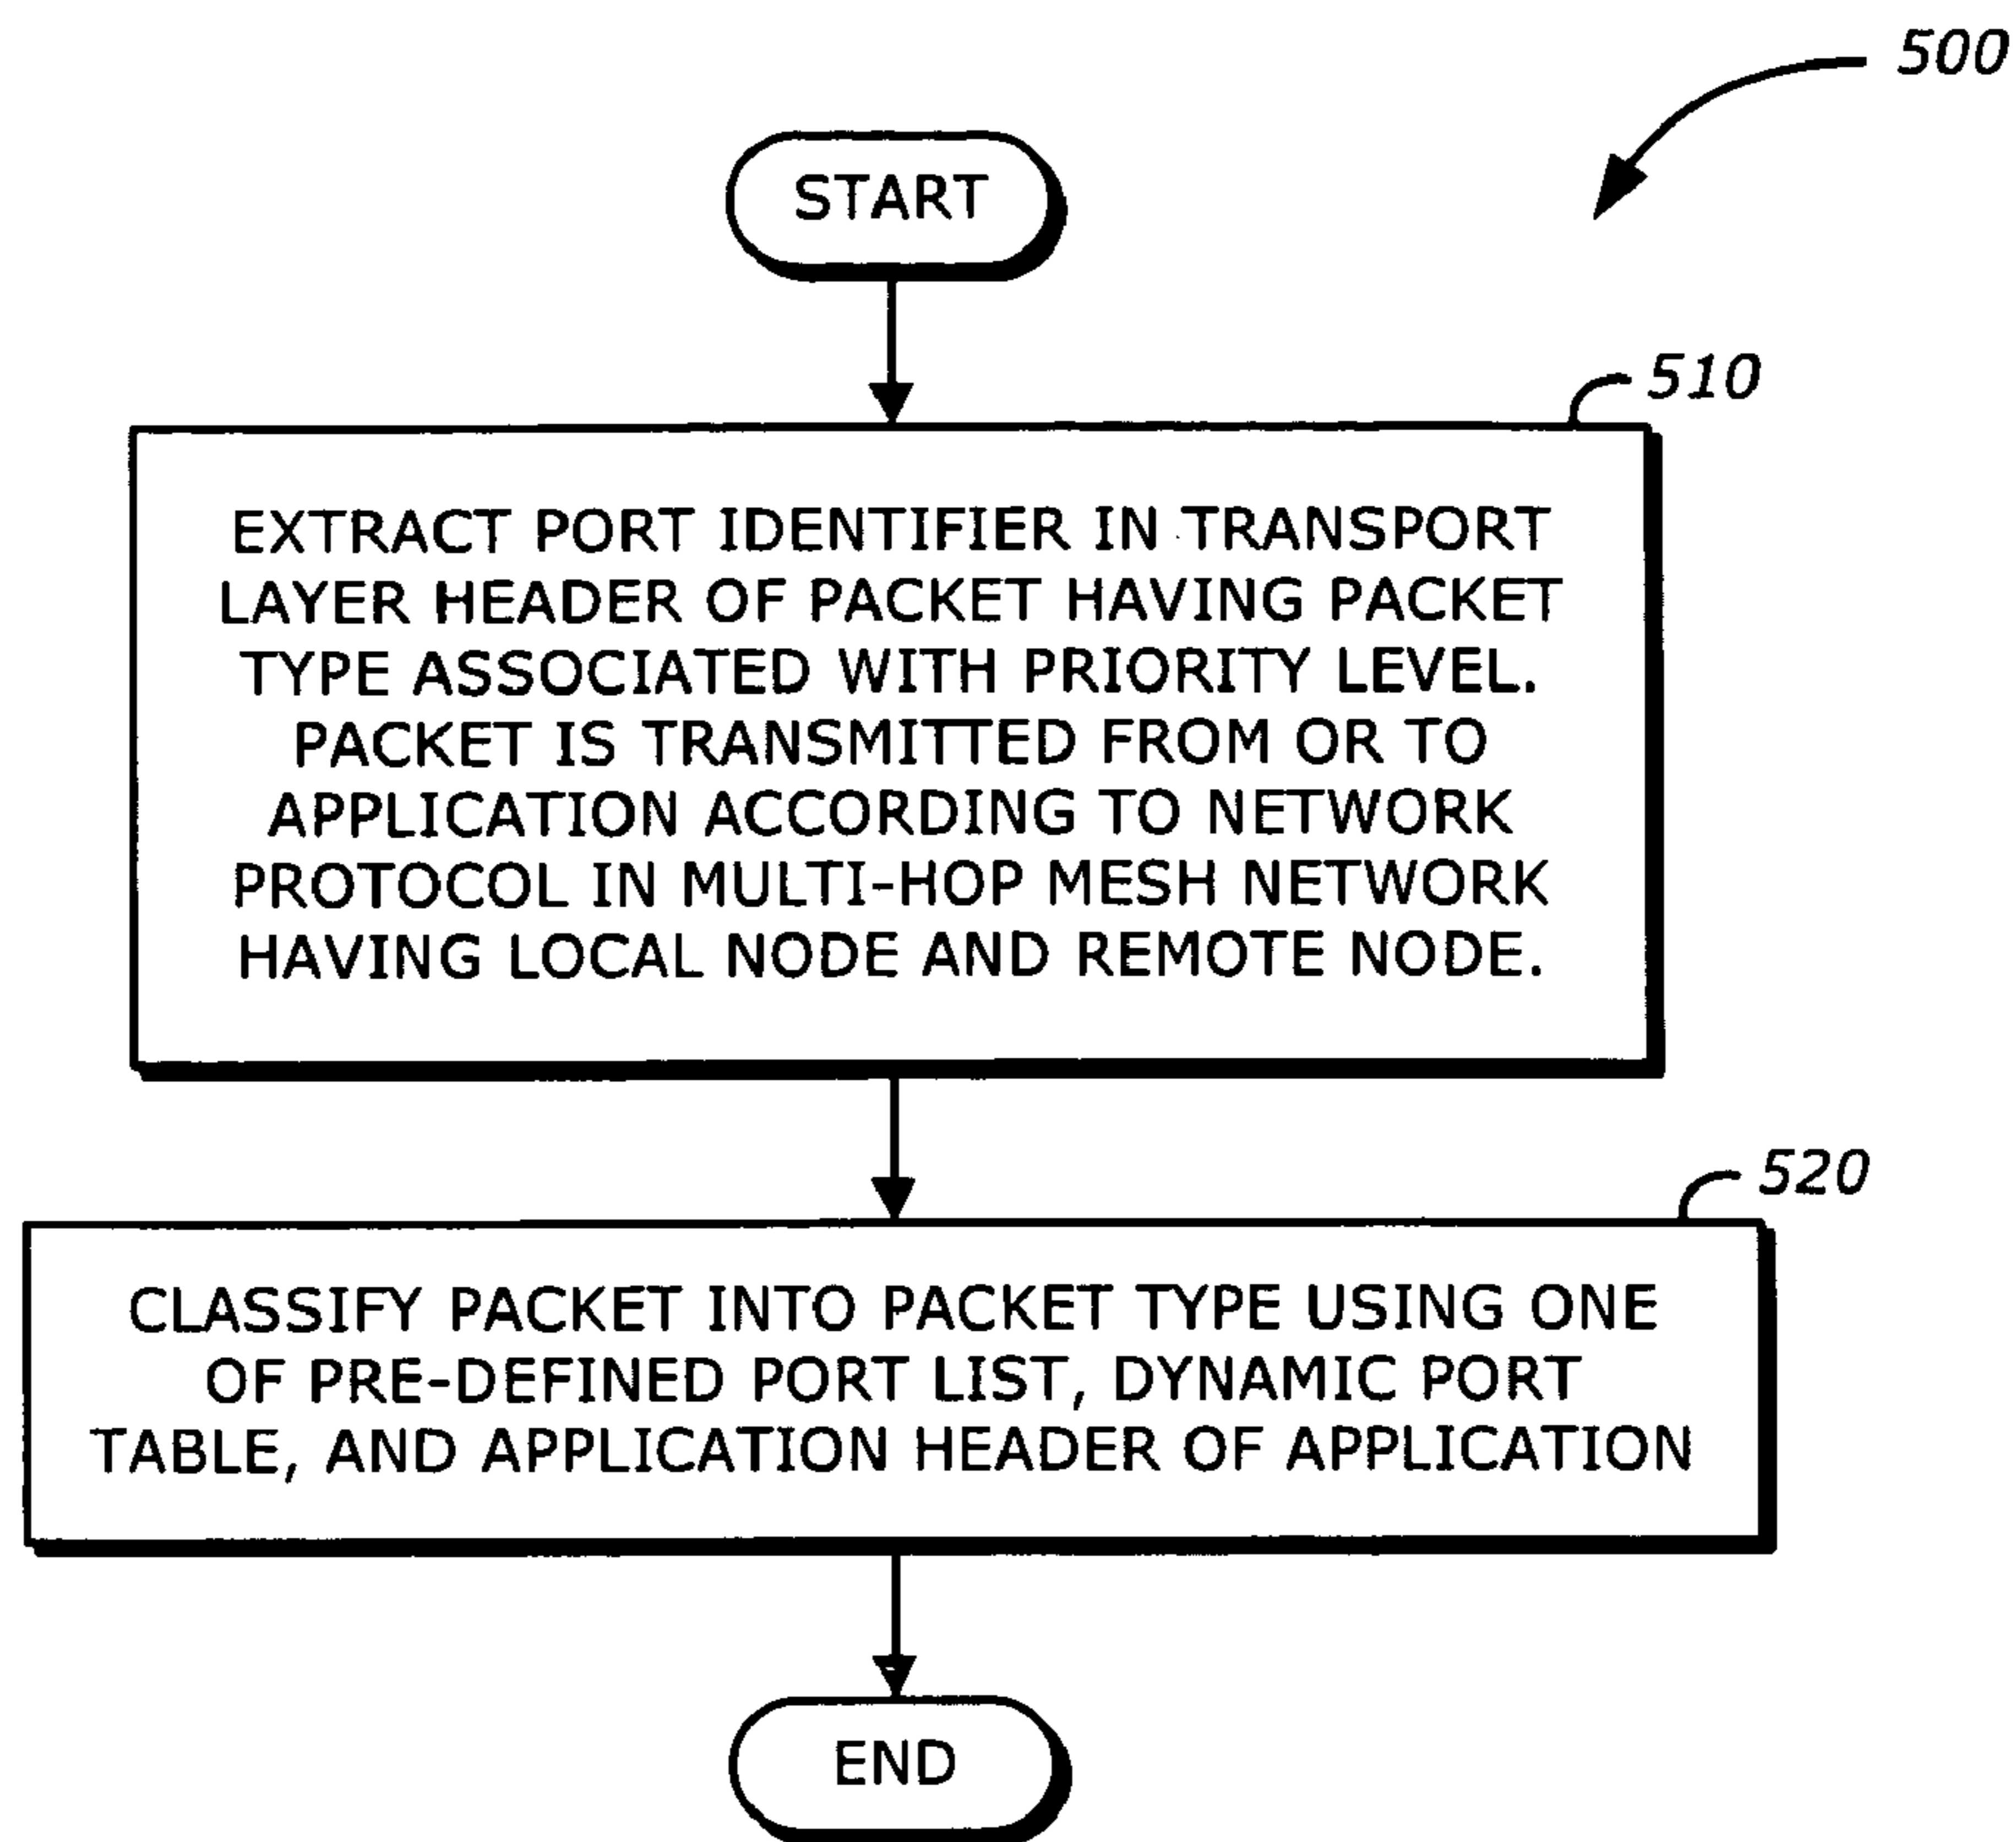 500
START
510
EXTRACT PORT IDENTIFIER IN TRANSPORT
LAYER HEADER OF PACKET HAVING PACKET
TYPE ASSOCIATED WITH PRIORITY LEVEL.
PACKET IS TRANSMITTED FROM OR TO
APPLICATION ACCORDING TO NETWORK
PROTOCOL IN MULTI-HOP MESH NETWORK
HAVING LOCAL NODE AND REMOTE NODE.
520
CLASSIFY PACKET INTO PACKET TYPE USING ONE
OF PRE-DEFINED PORT LIST, DYNAMIC PORT
TABLE, AND APPLICATION HEADER OF APPLICATION
END